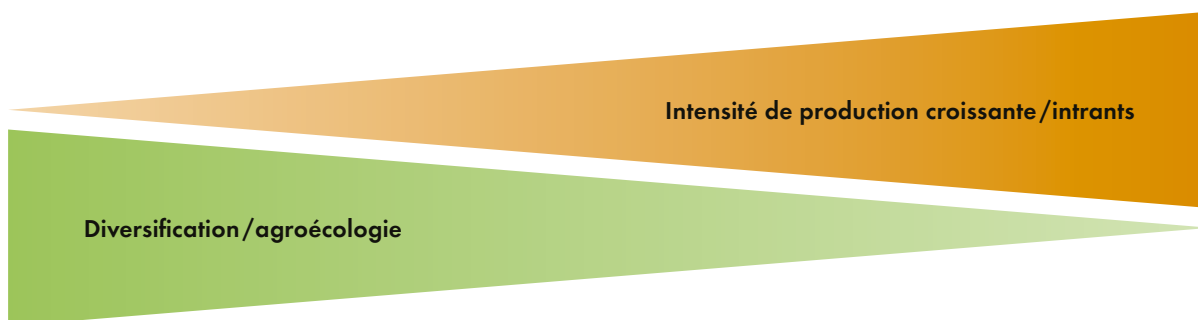 Intensité de production croissante/intrants
Diversification/agroécologie